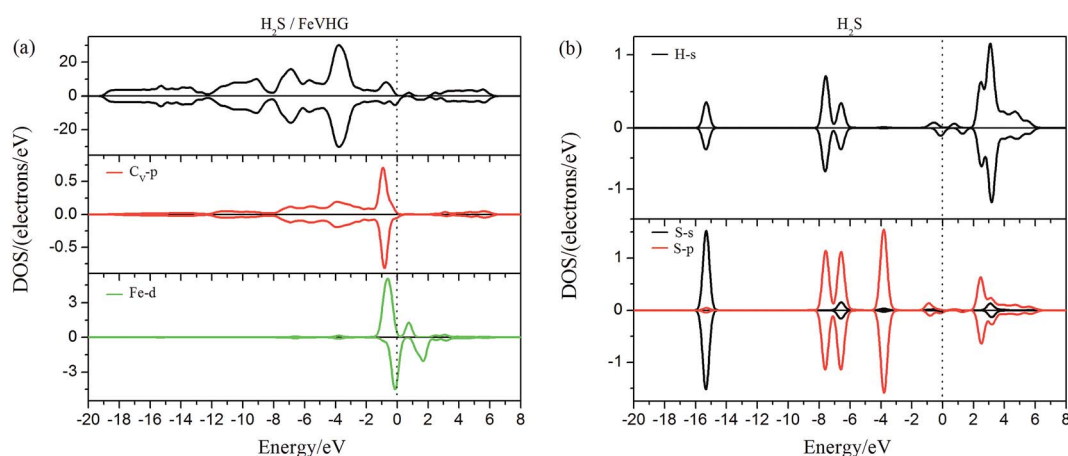 H₂S / FeVHG
(a)
20
0
-20
Cᵥ-p
0.5
0.0
-0.5
Fe-d
3
0
-3
DOS/(electrons/eV)
-20 -18 -16 -14 -12 -10 -8 -6 -4 -2 0 2 4 6 8
Energy/eV
H₂S
(b)
H-s
1
0
-1
S-s
S-p
1
0
-1
DOS/(electrons/eV)
-20 -18 -16 -14 -12 -10 -8 -6 -4 -2 0 2 4 6 8
Energy/eV